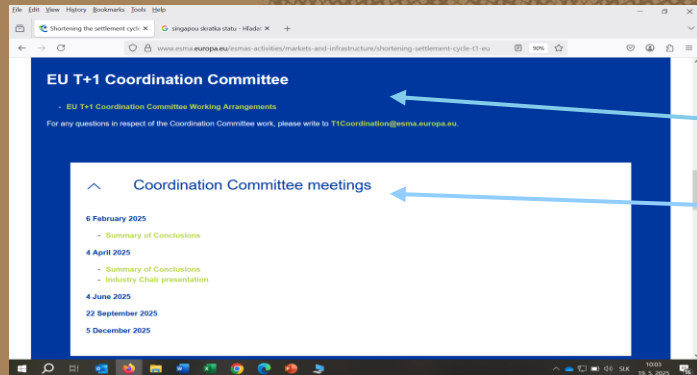 File Edit View History Bookmarks Tools Help
Shortening the settlement cycle
singapou skratka statu - Hľadať
www.esma.europa.eu/esmas-activities/markets-and-infrastructure/shortening-settlement-cycle-t1-eu 90%
EU T+1 Coordination Committee
- EU T+1 Coordination Committee Working Arrangements
For any questions in respect of the Coordination Committee work, please write to T1Coordination@esma.europa.eu.
Coordination Committee meetings
6 February 2025
- Summary of Conclusions
4 April 2025
- Summary of Conclusions
- Industry Chair presentation
4 June 2025
22 September 2025
5 December 2025
SLK 10:03
19. 5. 2025